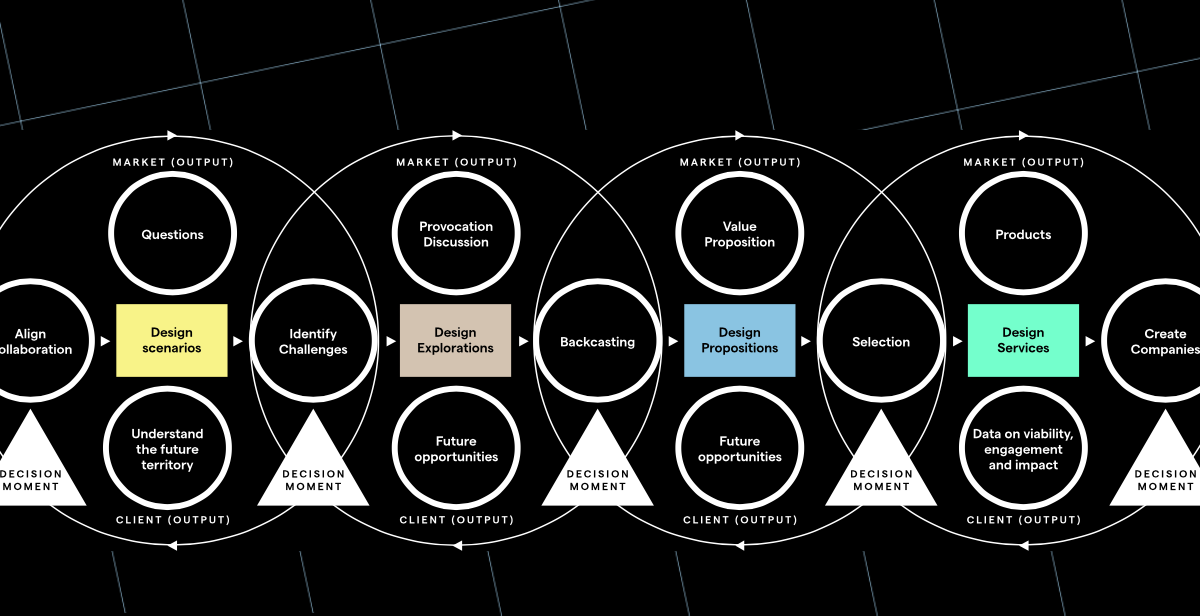 MARKET (OUTPUT)
MARKET (OUTPUT)
MARKET (OUTPUT)
MARKET (OUTPUT)
Questions
Provocation
Discussion
Value
Proposition
Products
Align
ollaboration
Design
scenarios
Identify
Challenges
Design
Explorations
Backcasting
Design
Propositions
Selection
Design
Services
Create
Companies
Understand
the future
territory
Future
opportunities
Future
opportunities
Data on viability,
engagement
and impact
DECISION
MOMENT
DECISION
MOMENT
DECISION
MOMENT
DECISION
MOMENT
DECISION
MOMENT
CLIENT (OUTPUT)
CLIENT (OUTPUT)
CLIENT (OUTPUT)
CLIENT (OUTPUT)